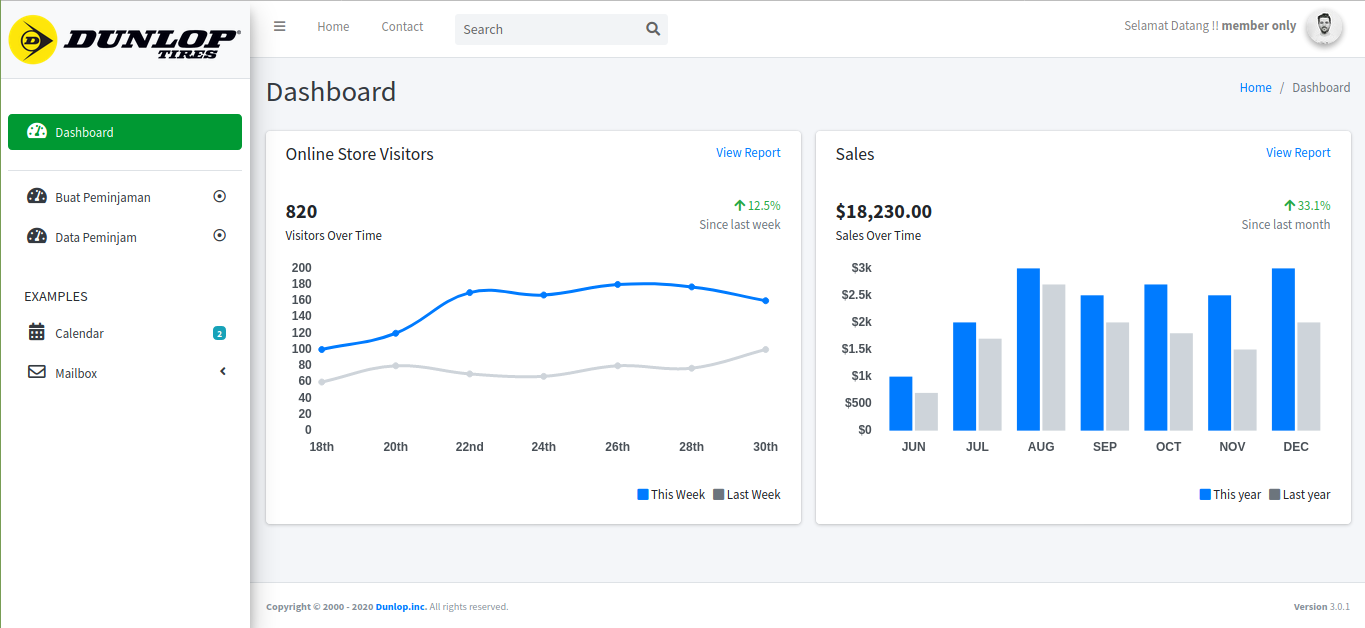 DUNLOP
TIRES
Home Contact Search Selamat Datang !! member only
Dashboard
Home / Dashboard
Dashboard
Buat Peminjaman
Data Peminjam
EXAMPLES
Calendar 2
Mailbox
Online Store Visitors View Report
820 12.5%
Visitors Over Time Since last week
200
180
160
140
120
100
80
60
40
20
0
18th 20th 22nd 24th 26th 28th 30th
This Week Last Week
Sales View Report
$18,230.00 33.1%
Sales Over Time Since last month
$3k
$2.5k
$2k
$1.5k
$1k
$500
$0
JUN JUL AUG SEP OCT NOV DEC
This year Last year
Copyright © 2000 - 2020 Dunlop.inc. All rights reserved. Version 3.0.1